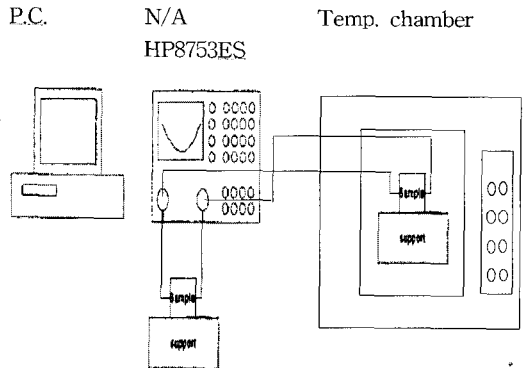 P.C. N/A Temp. chamber
HP8753ES
Sample
support
Sample
support